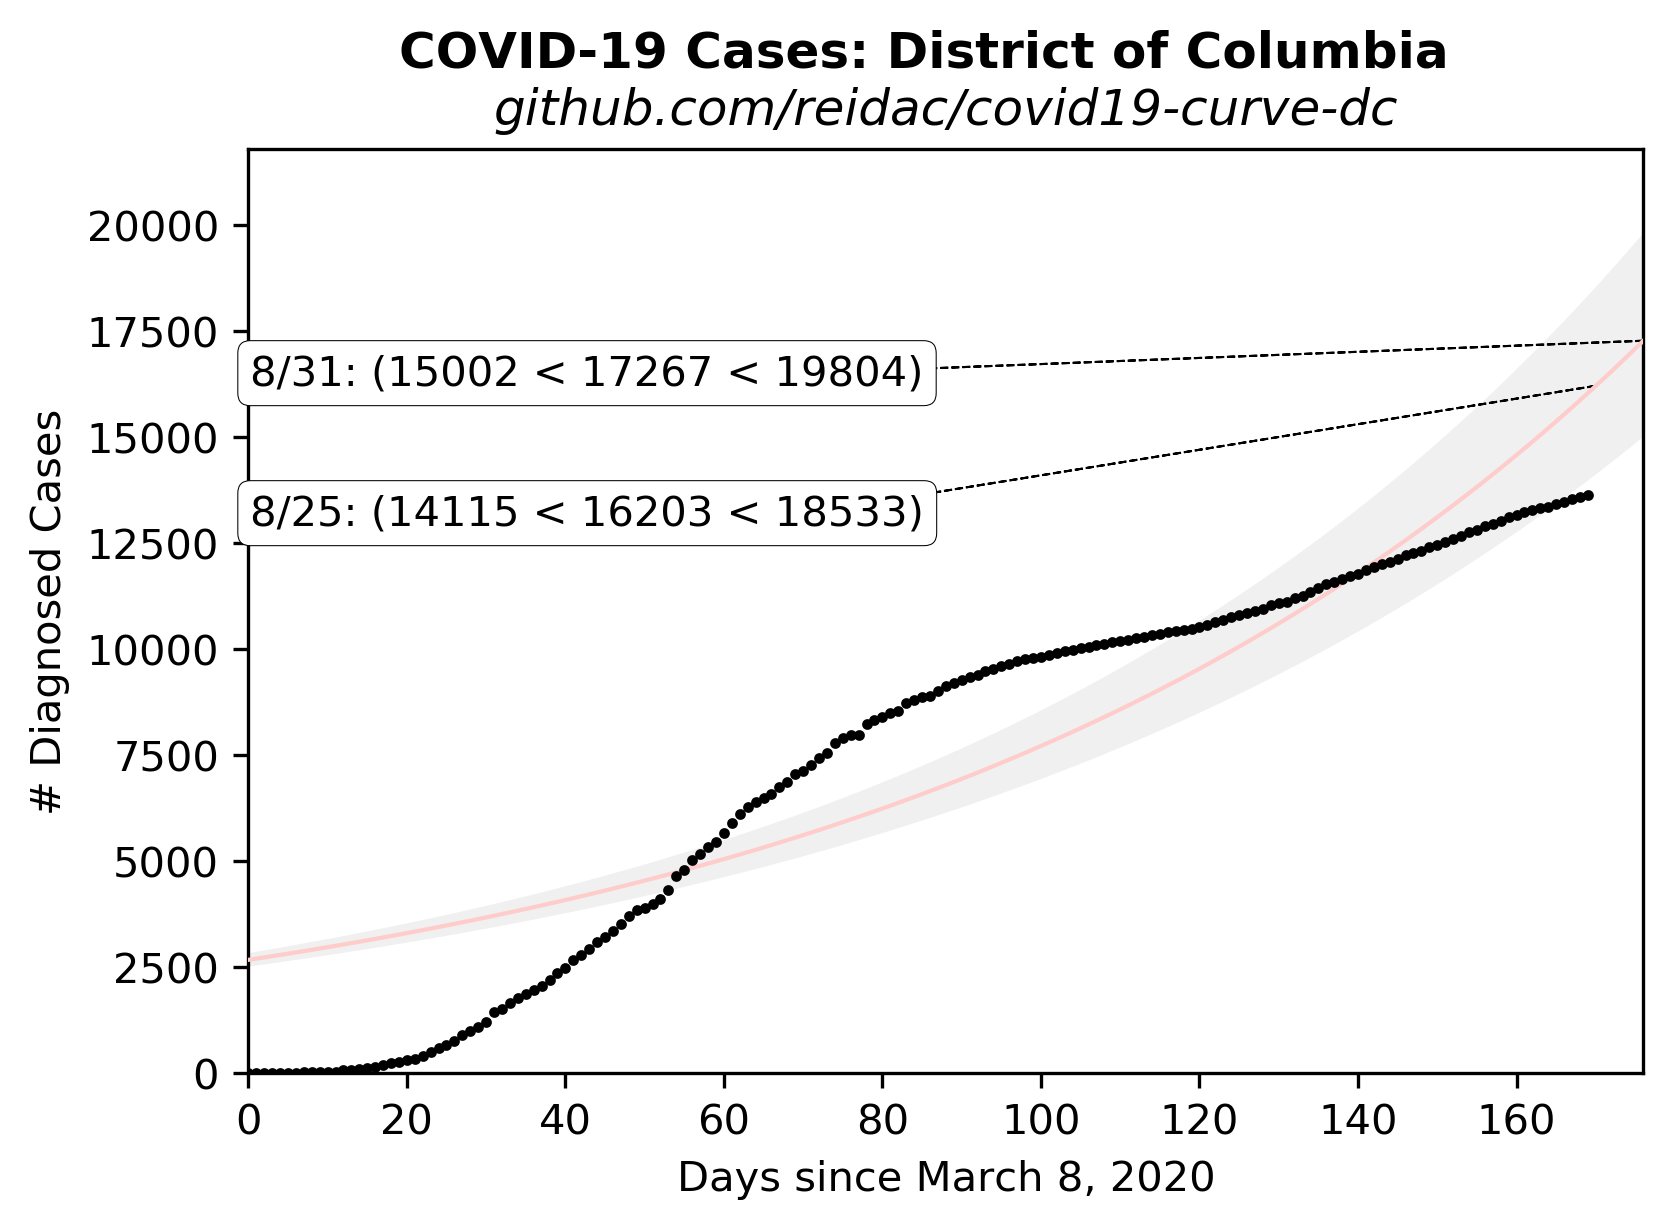 COVID-19 Cases: District of Columbia
github.com/reidac/covid19-curve-dc
# Diagnosed Cases
20000
17500
15000
12500
10000
7500
5000
2500
0
8/31: (15002 < 17267 < 19804)
8/25: (14115 < 16203 < 18533)
0 20 40 60 80 100 120 140 160
Days since March 8, 2020